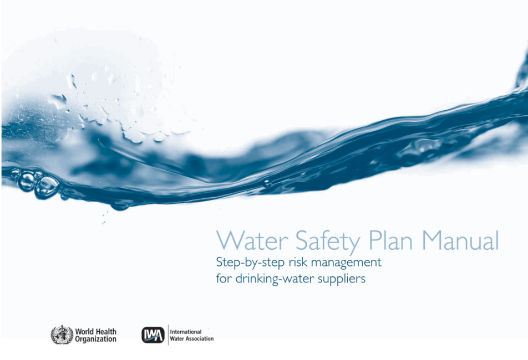 Water Safety Plan Manual
Step-by-step risk management
for drinking-water suppliers
World Health
Organization
IWA
International
Water Association